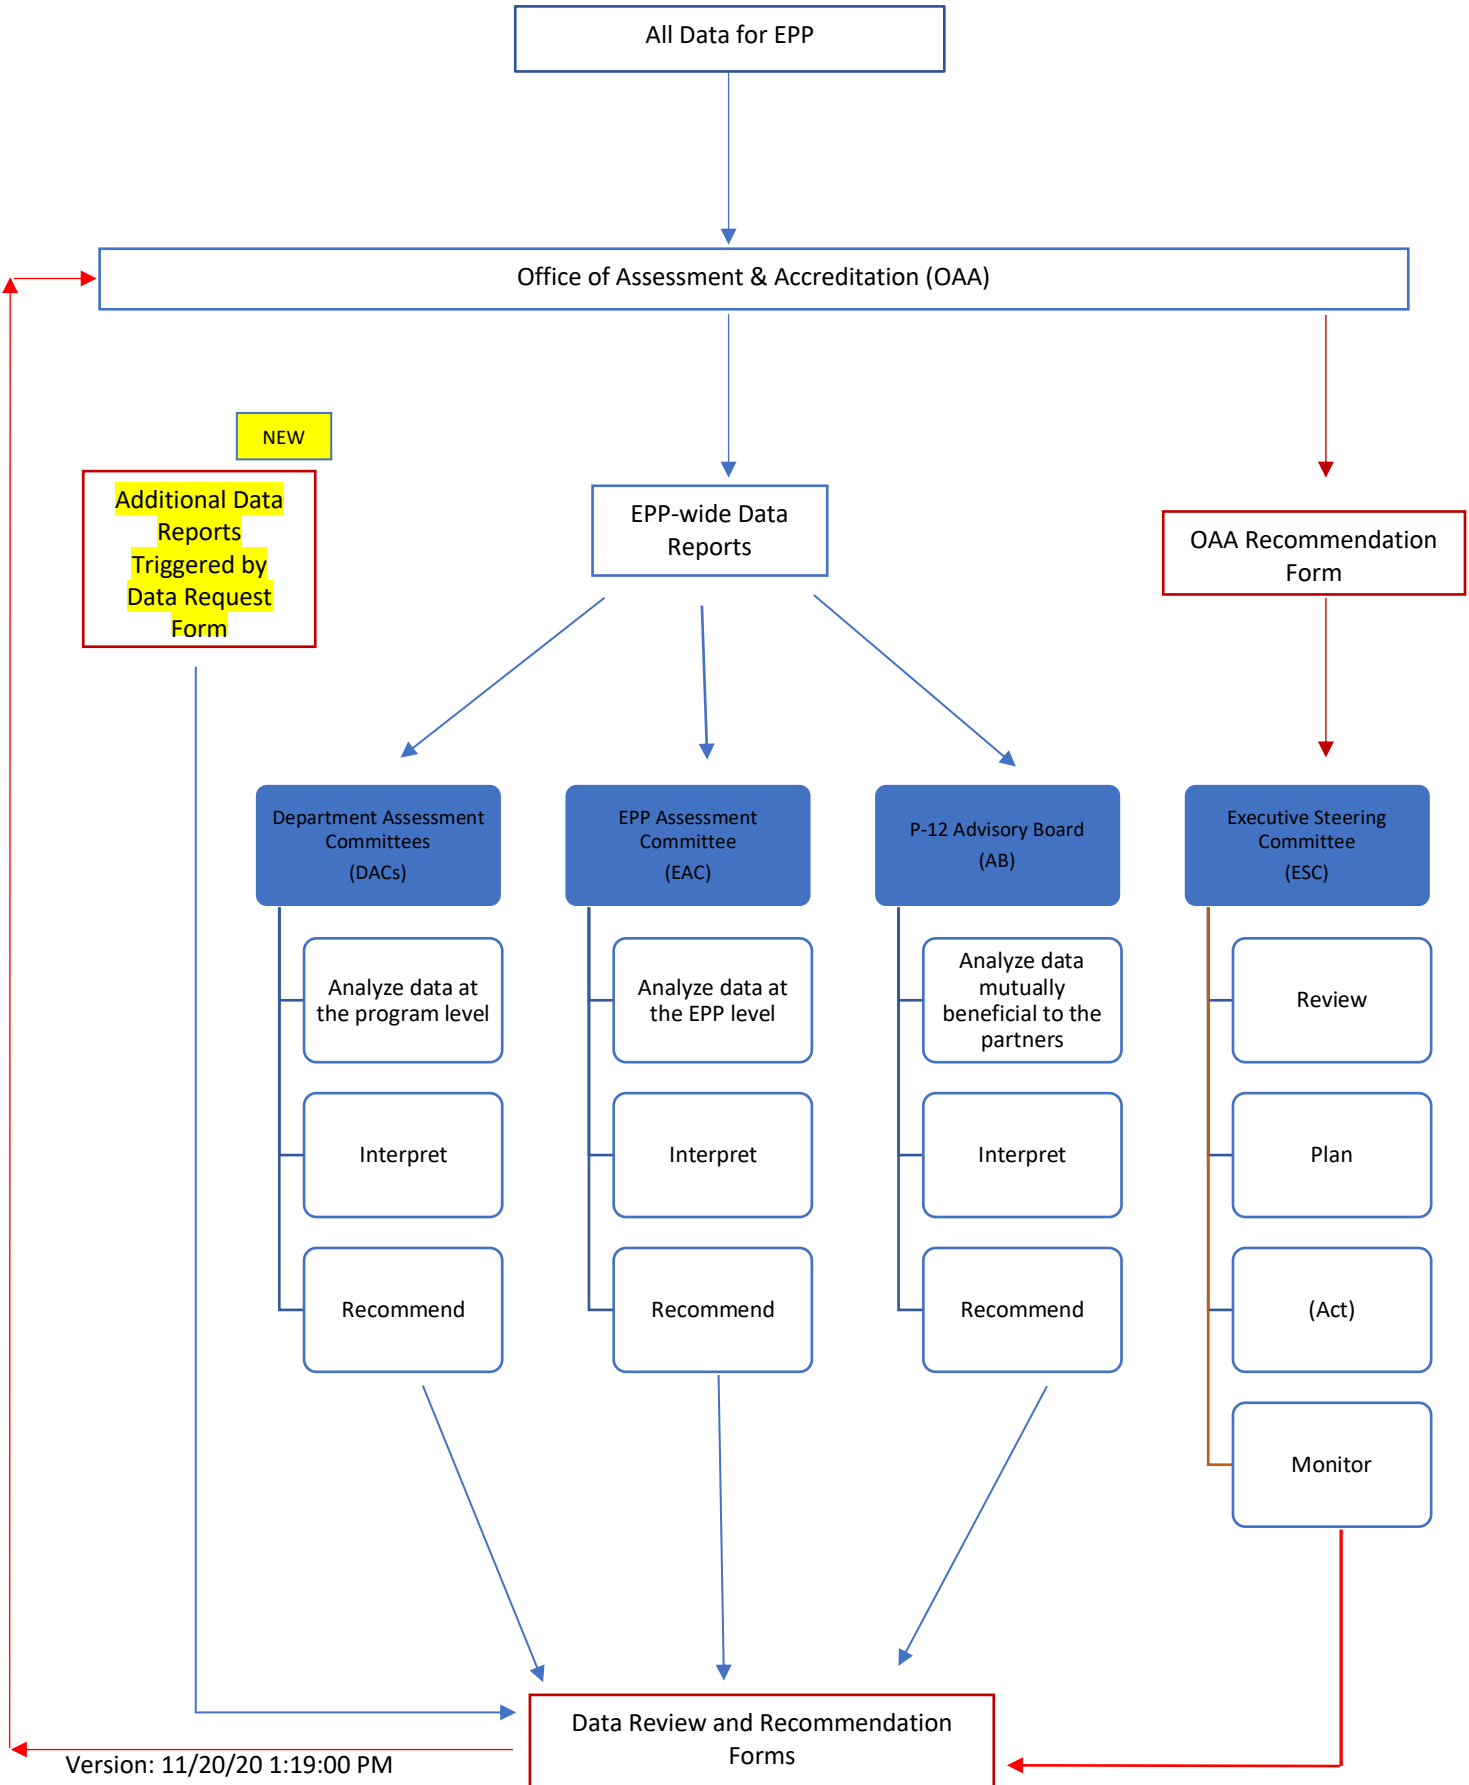 All Data for EPP
Office of Assessment & Accreditation (OAA)
NEW
Additional Data
Reports
Triggered by
Data Request
Form
EPP-wide Data
Reports
OAA Recommendation
Form
Department Assessment
Committees
(DACs)
EPP Assessment
Committee
(EAC)
P-12 Advisory Board
(AB)
Executive Steering
Committee
(ESC)
Analyze data at
the program level
Analyze data at
the EPP level
Analyze data
mutually
beneficial to the
partners
Review
Interpret
Interpret
Interpret
Plan
Recommend
Recommend
Recommend
(Act)
Monitor
Data Review and Recommendation
Forms
Version: 11/20/20 1:19:00 PM